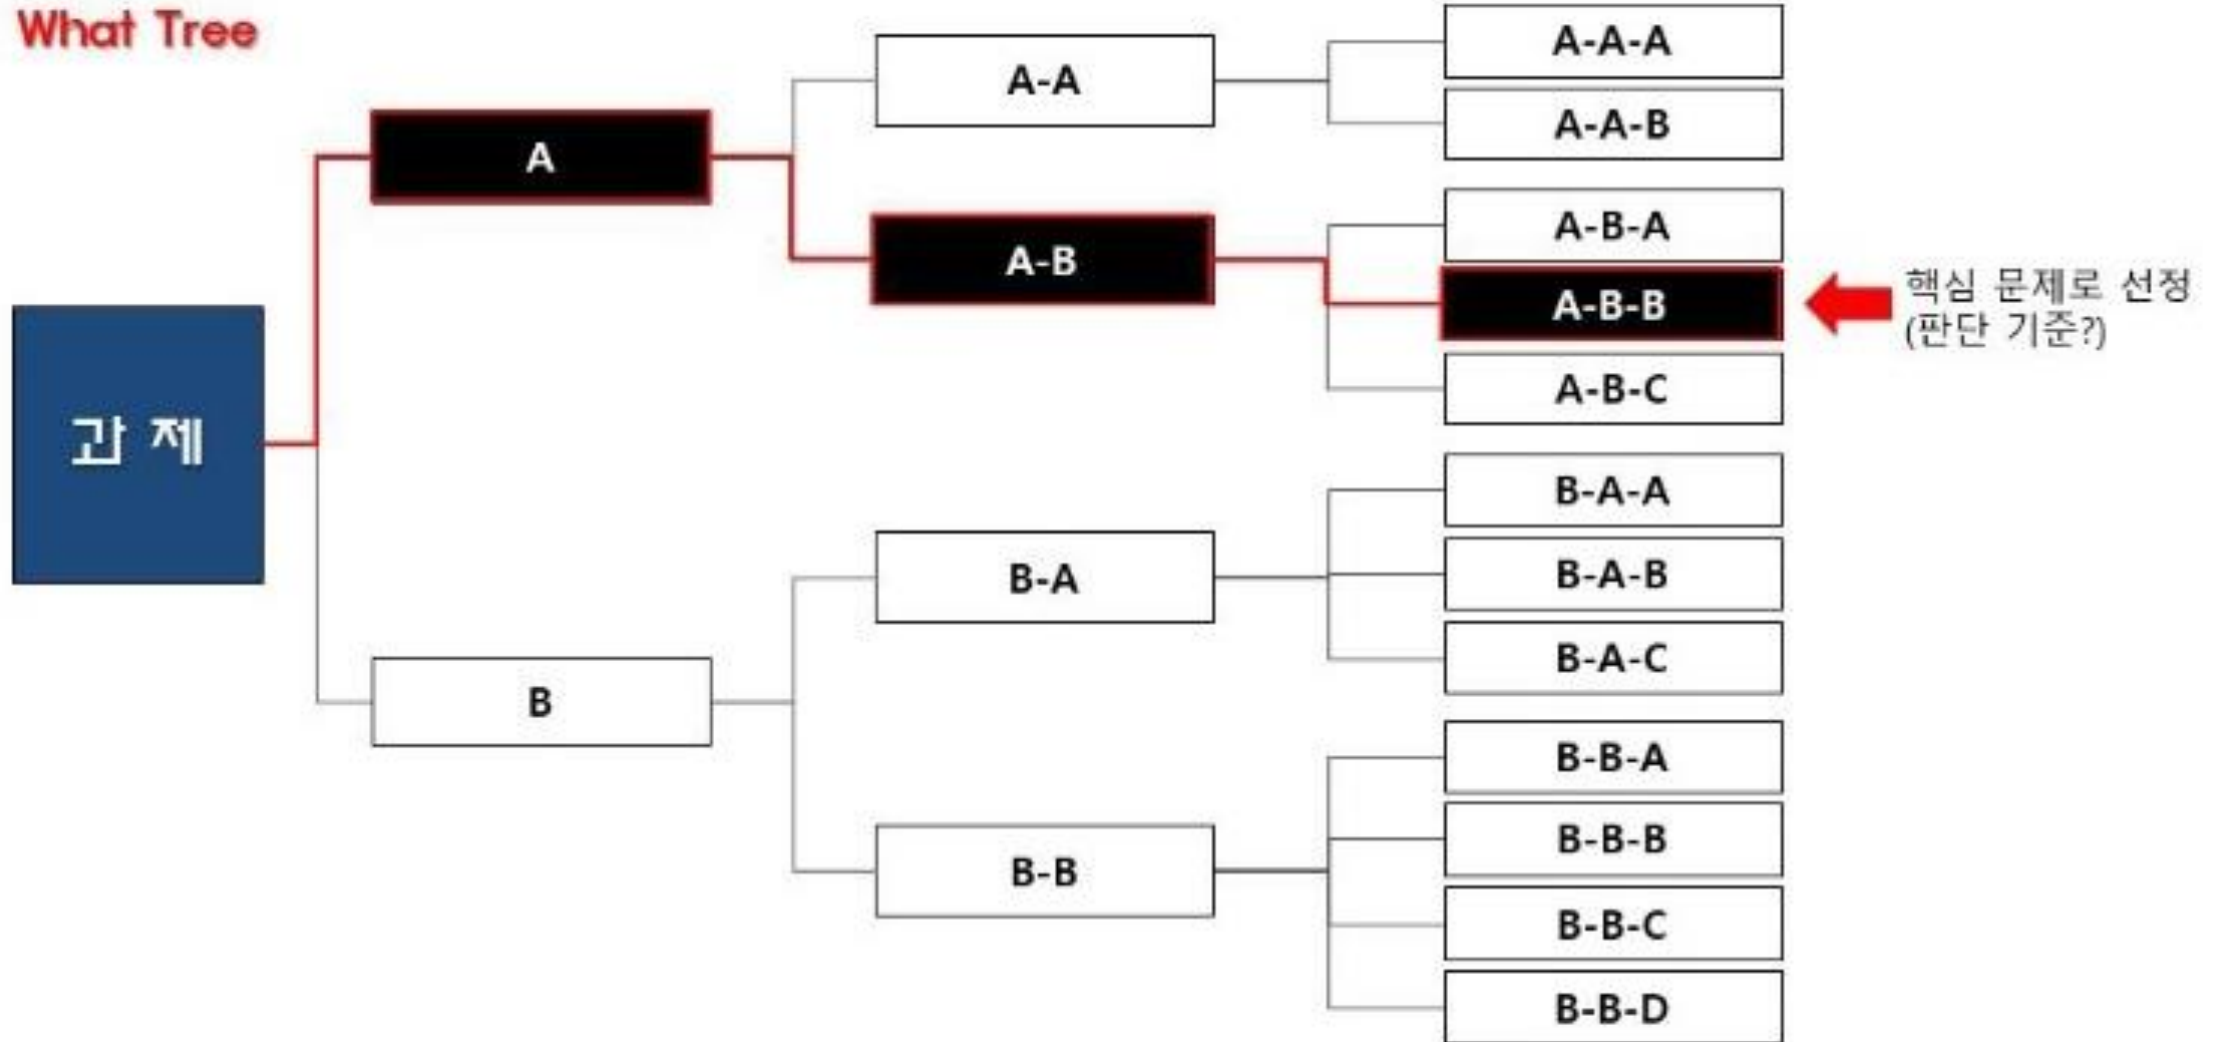 What Tree
과 제
A
B
A-A
A-B
B-A
B-B
A-A-A
A-A-B
A-B-A
A-B-B
A-B-C
B-A-A
B-A-B
B-A-C
B-B-A
B-B-B
B-B-C
B-B-D
핵심 문제로 선정
(판단 기준?)